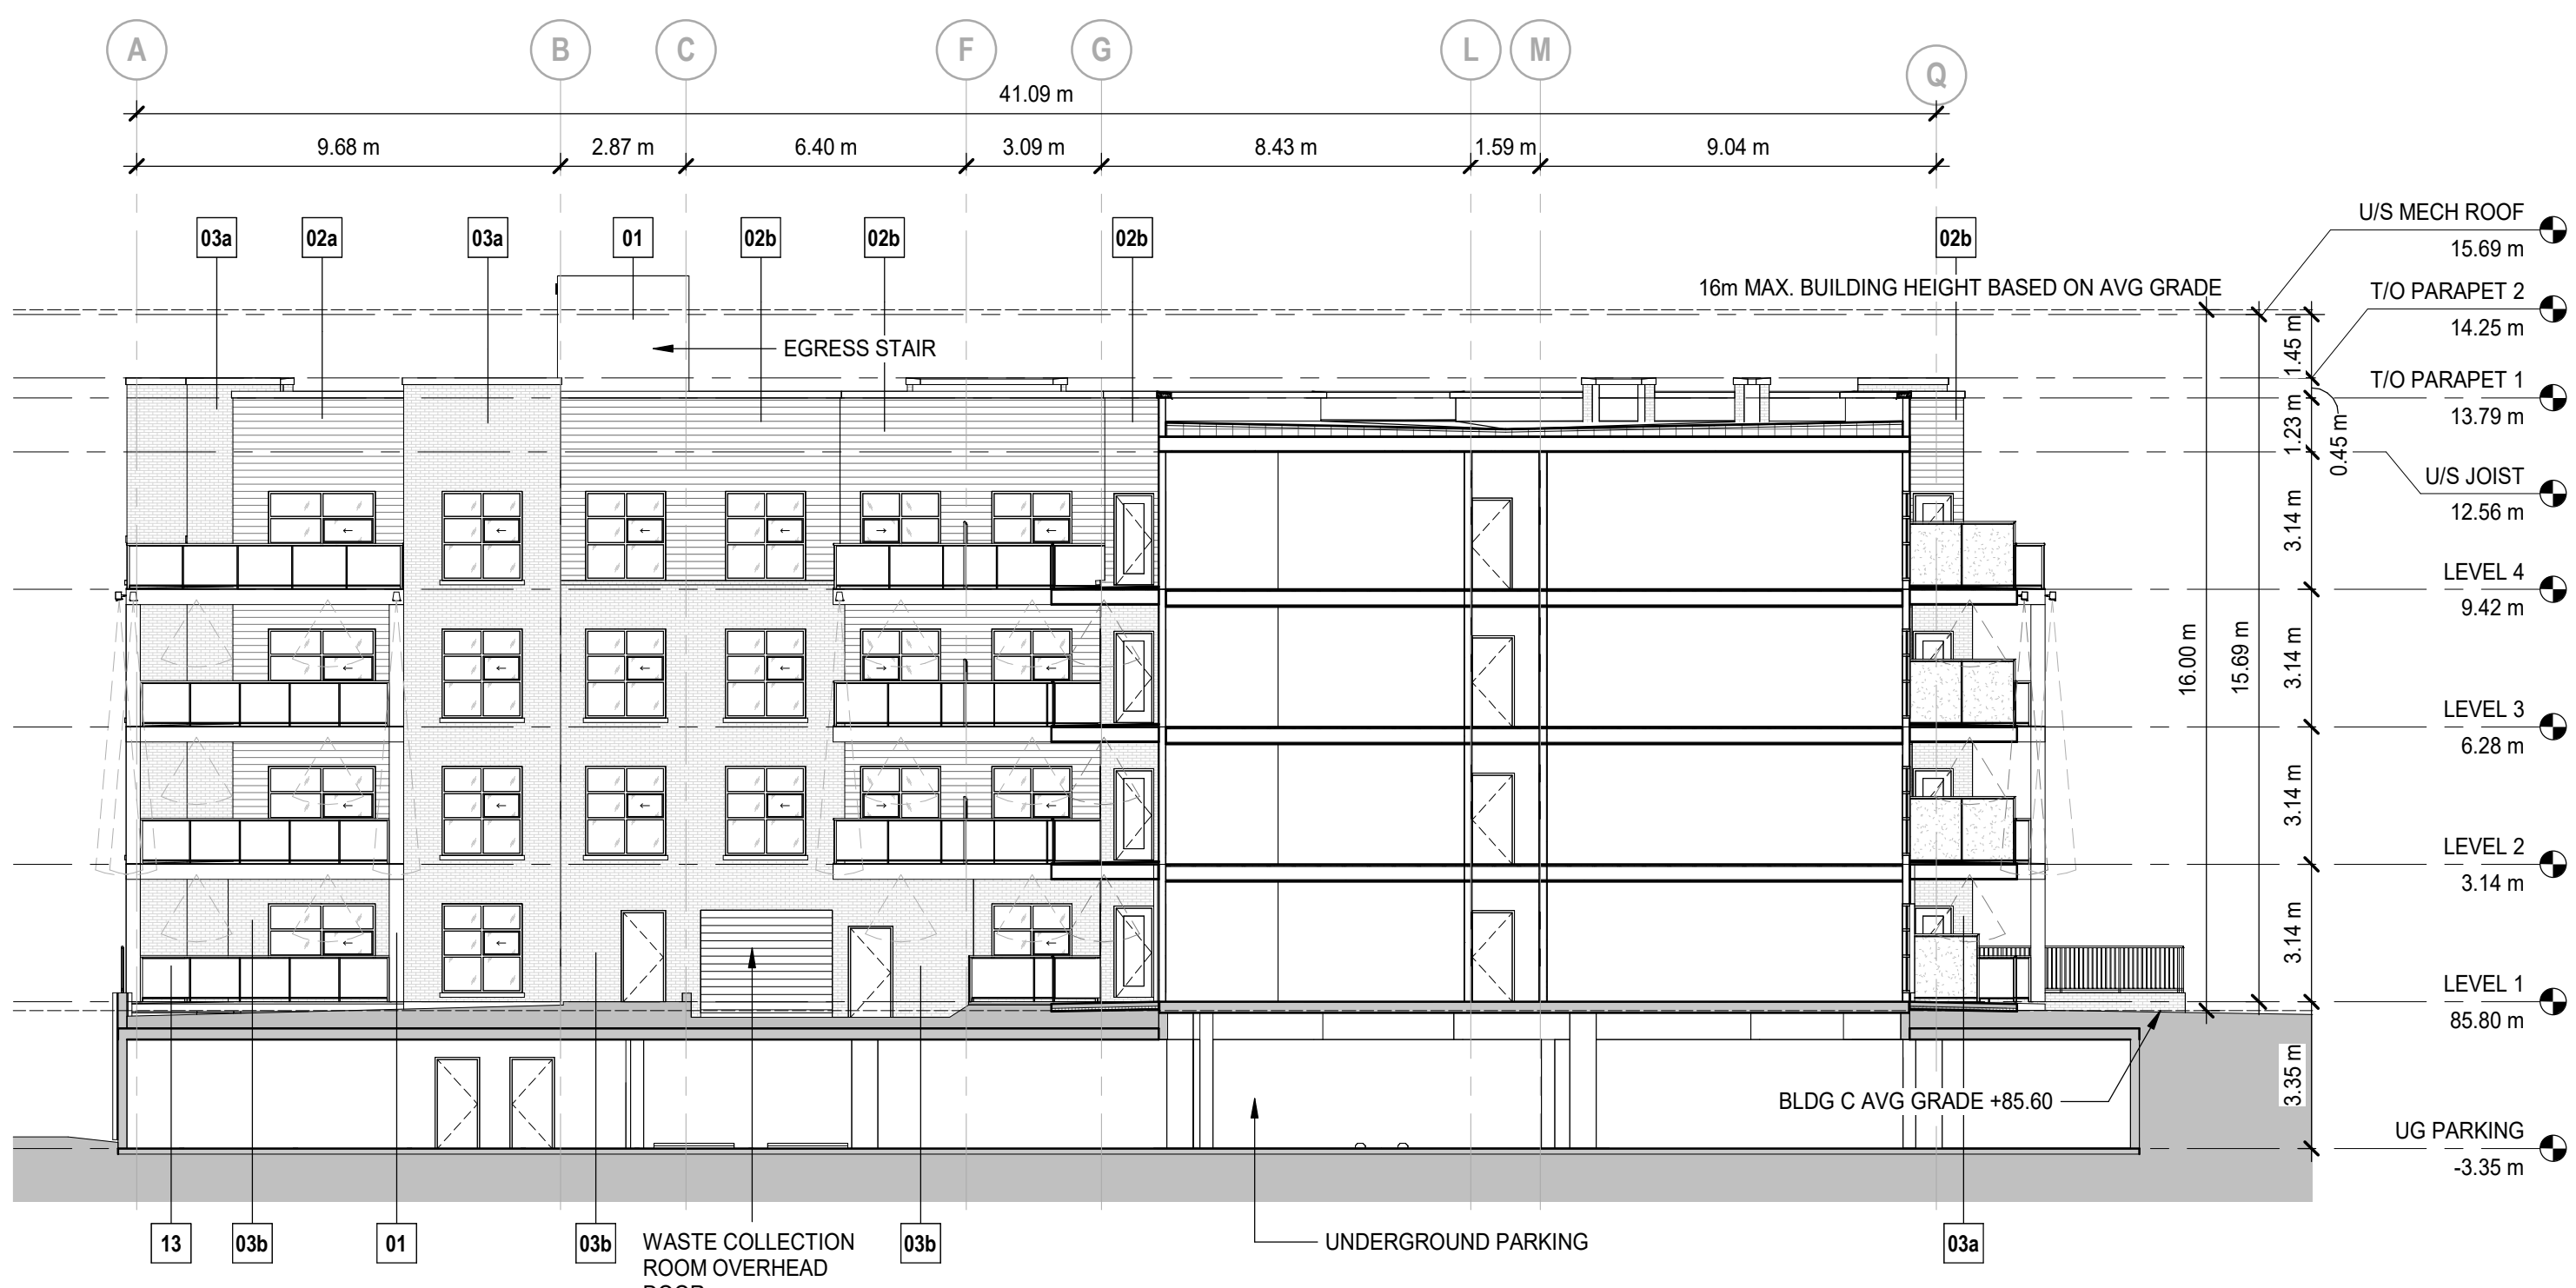 A B C F G L M Q
41.09 m
9.68 m 2.87 m 6.40 m 3.09 m 8.43 m 1.59 m 9.04 m
03a 02a 03a 01 02b 02b 02b 02b
U/S MECH ROOF
15.69 m
16m MAX. BUILDING HEIGHT BASED ON AVG GRADE
T/O PARAPET 2
14.25 m
EGRESS STAIR
1.45 m
T/O PARAPET 1
13.79 m
1.23 m
0.45 m
U/S JOIST
12.56 m
3.14 m
LEVEL 4
9.42 m
16.00 m
15.69 m
3.14 m
LEVEL 3
6.28 m
3.14 m
LEVEL 2
3.14 m
3.14 m
LEVEL 1
85.80 m
3.35 m
BLDG C AVG GRADE +85.60
UG PARKING
-3.35 m
13 03b 01 03b 03b 03a
WASTE COLLECTION
ROOM OVERHEAD
UNDERGROUND PARKING